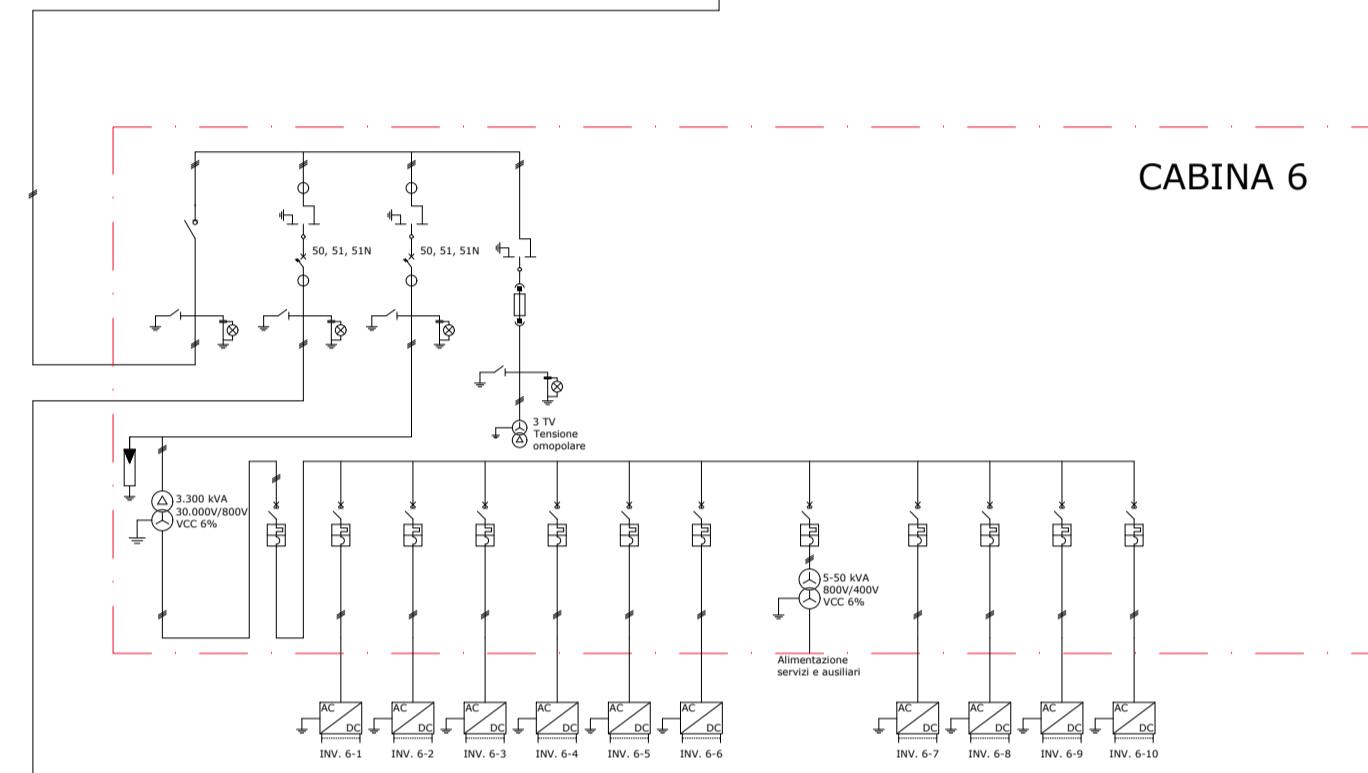 CABINA 6
50, 51, 51N
50, 51, 51N
3 TV
Tensione
omopolare
3.300 kVA
30.000V/800V
VCC 6%
5-50 kVA
800V/400V
VCC 6%
Alimentazione
servizi e ausiliari
AC
DC
AC
DC
AC
DC
AC
DC
AC
DC
AC
DC
AC
DC
AC
DC
AC
DC
AC
DC
INV. 6-1
INV. 6-2
INV. 6-3
INV. 6-4
INV. 6-5
INV. 6-6
INV. 6-7
INV. 6-8
INV. 6-9
INV. 6-10